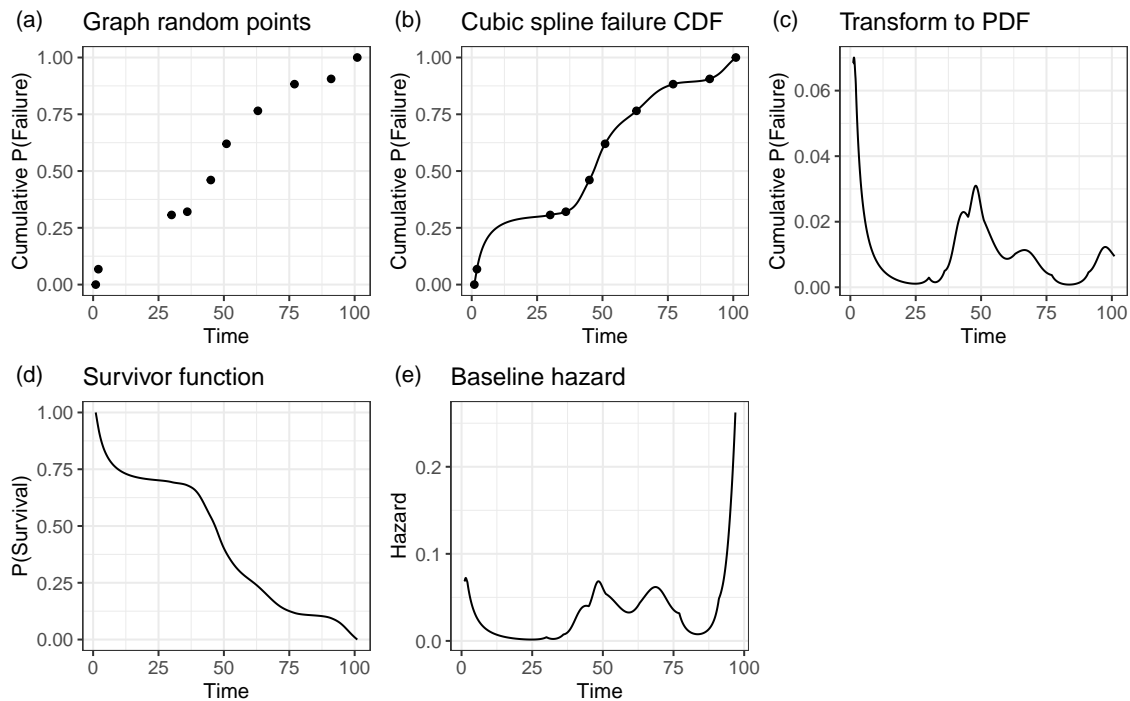 (a) Graph random points
Cumulative P(Failure)
1.00
0.75
0.50
0.25
0.00
0 25 50 75 100
Time
(b) Cubic spline failure CDF
Cumulative P(Failure)
1.00
0.75
0.50
0.25
0.00
0 25 50 75 100
Time
(c) Transform to PDF
Cumulative P(Failure)
0.06
0.04
0.02
0.00
0 25 50 75 100
Time
(d) Survivor function
P(Survival)
1.00
0.75
0.50
0.25
0.00
0 25 50 75 100
Time
(e) Baseline hazard
Hazard
0.2
0.1
0.0
0 25 50 75 100
Time